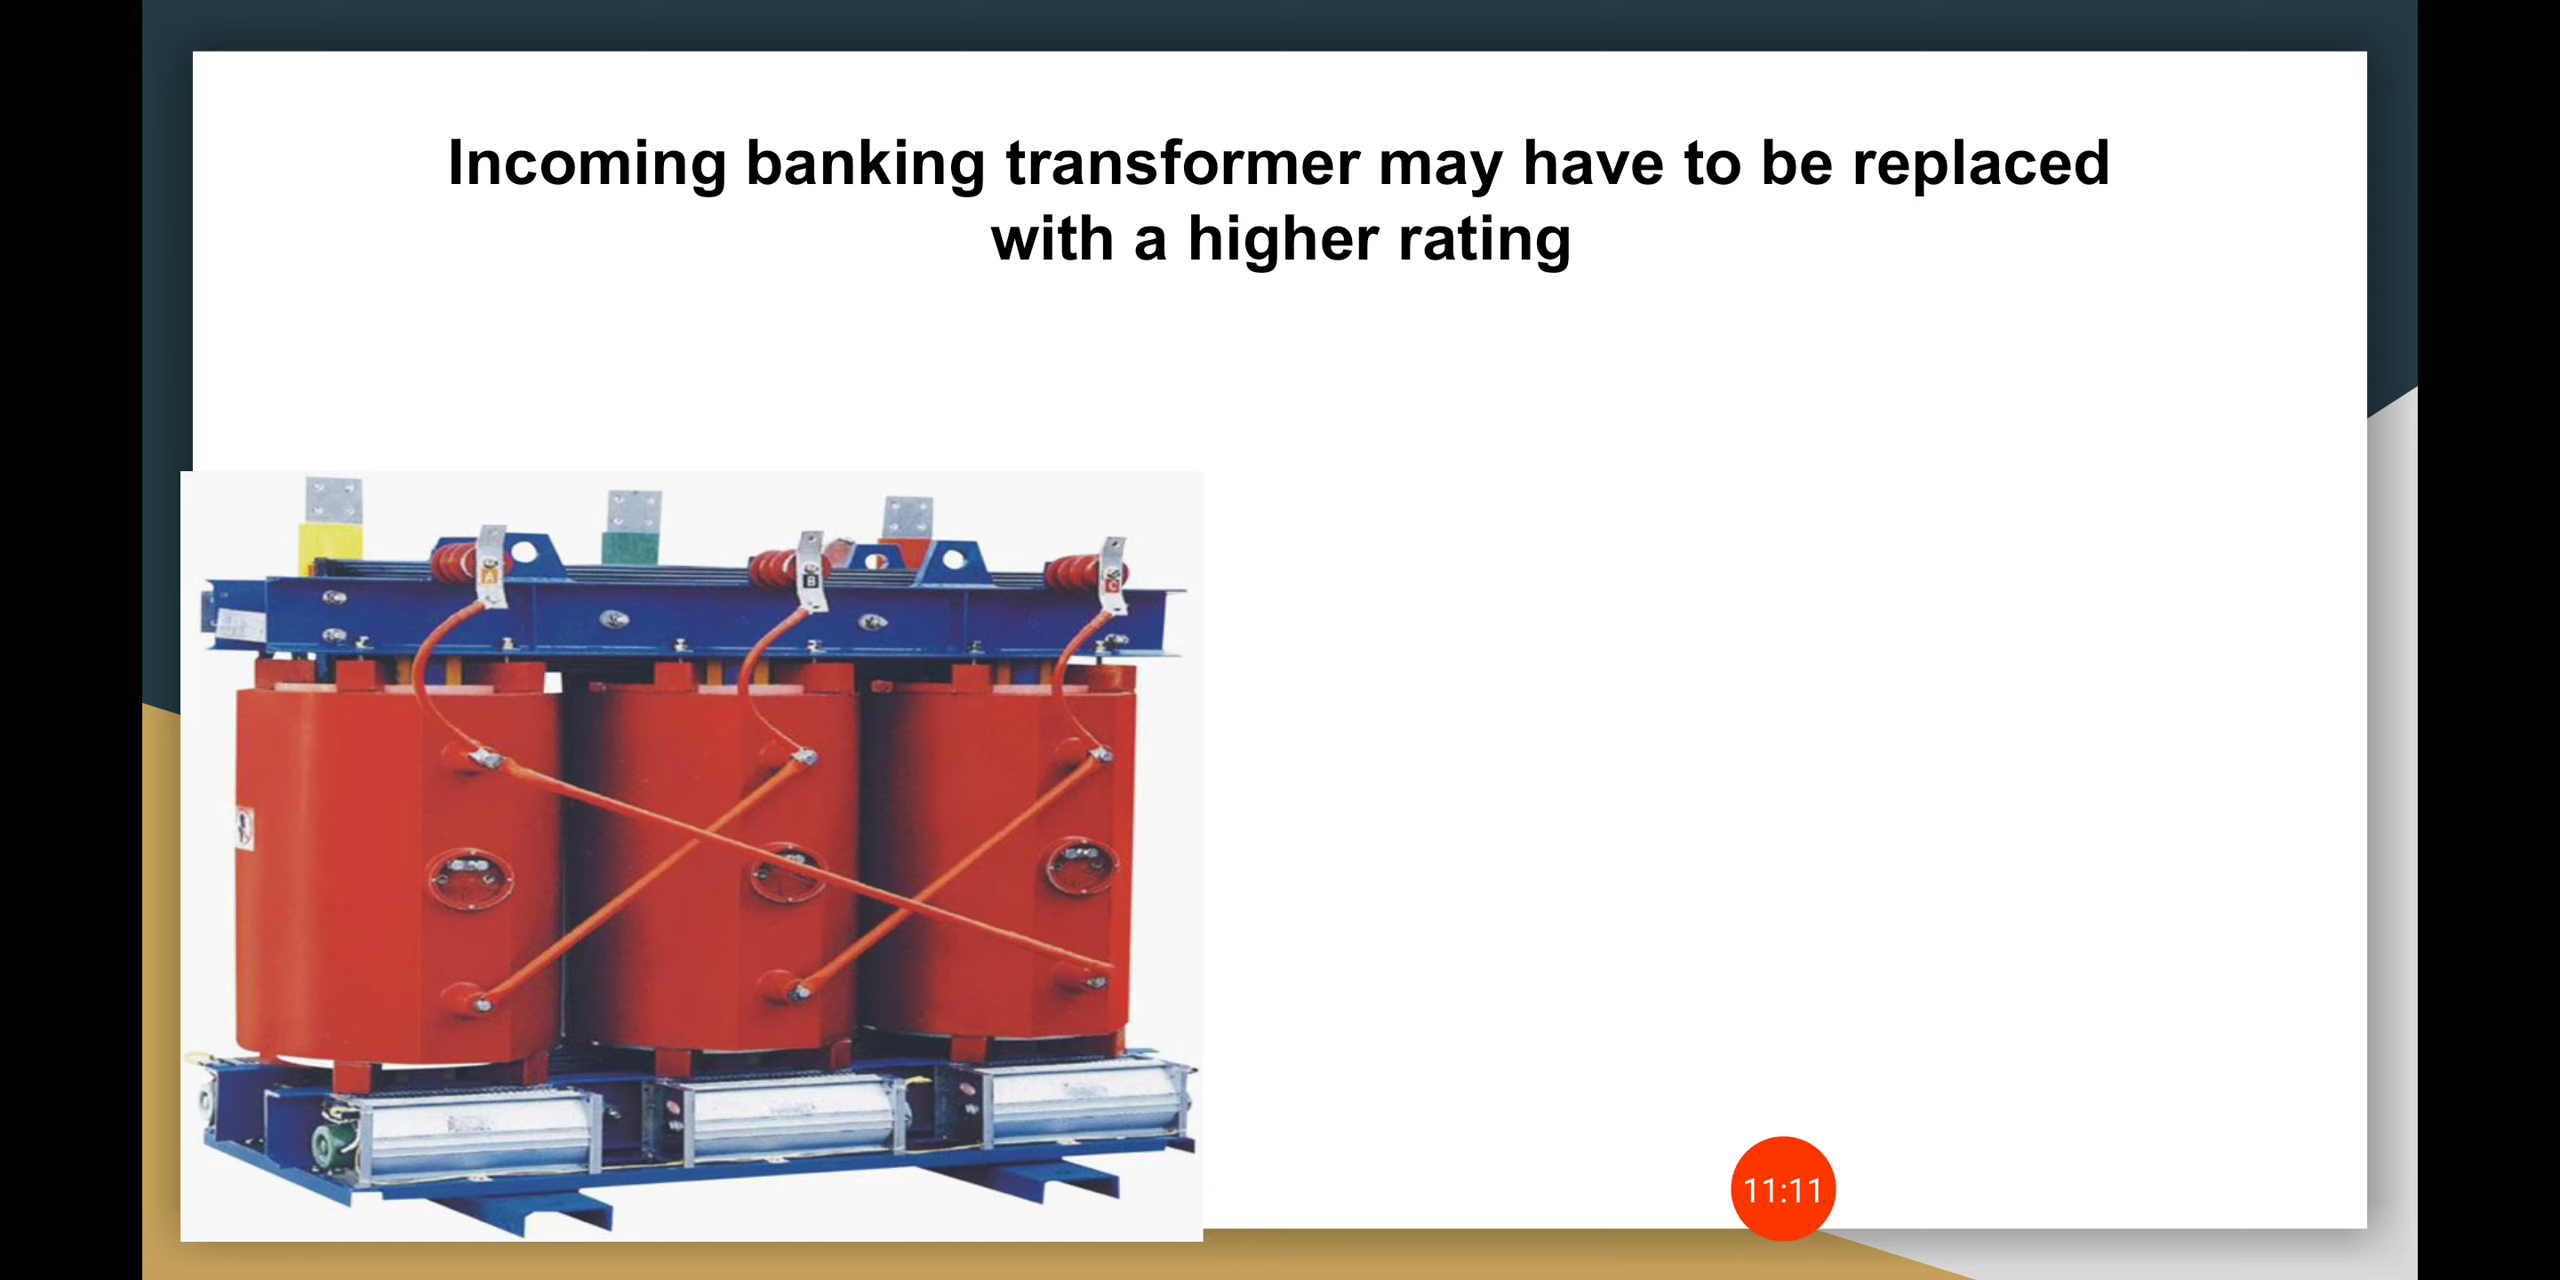 Incoming banking transformer may have to be replaced
with a higher rating
A
B
C
11:11